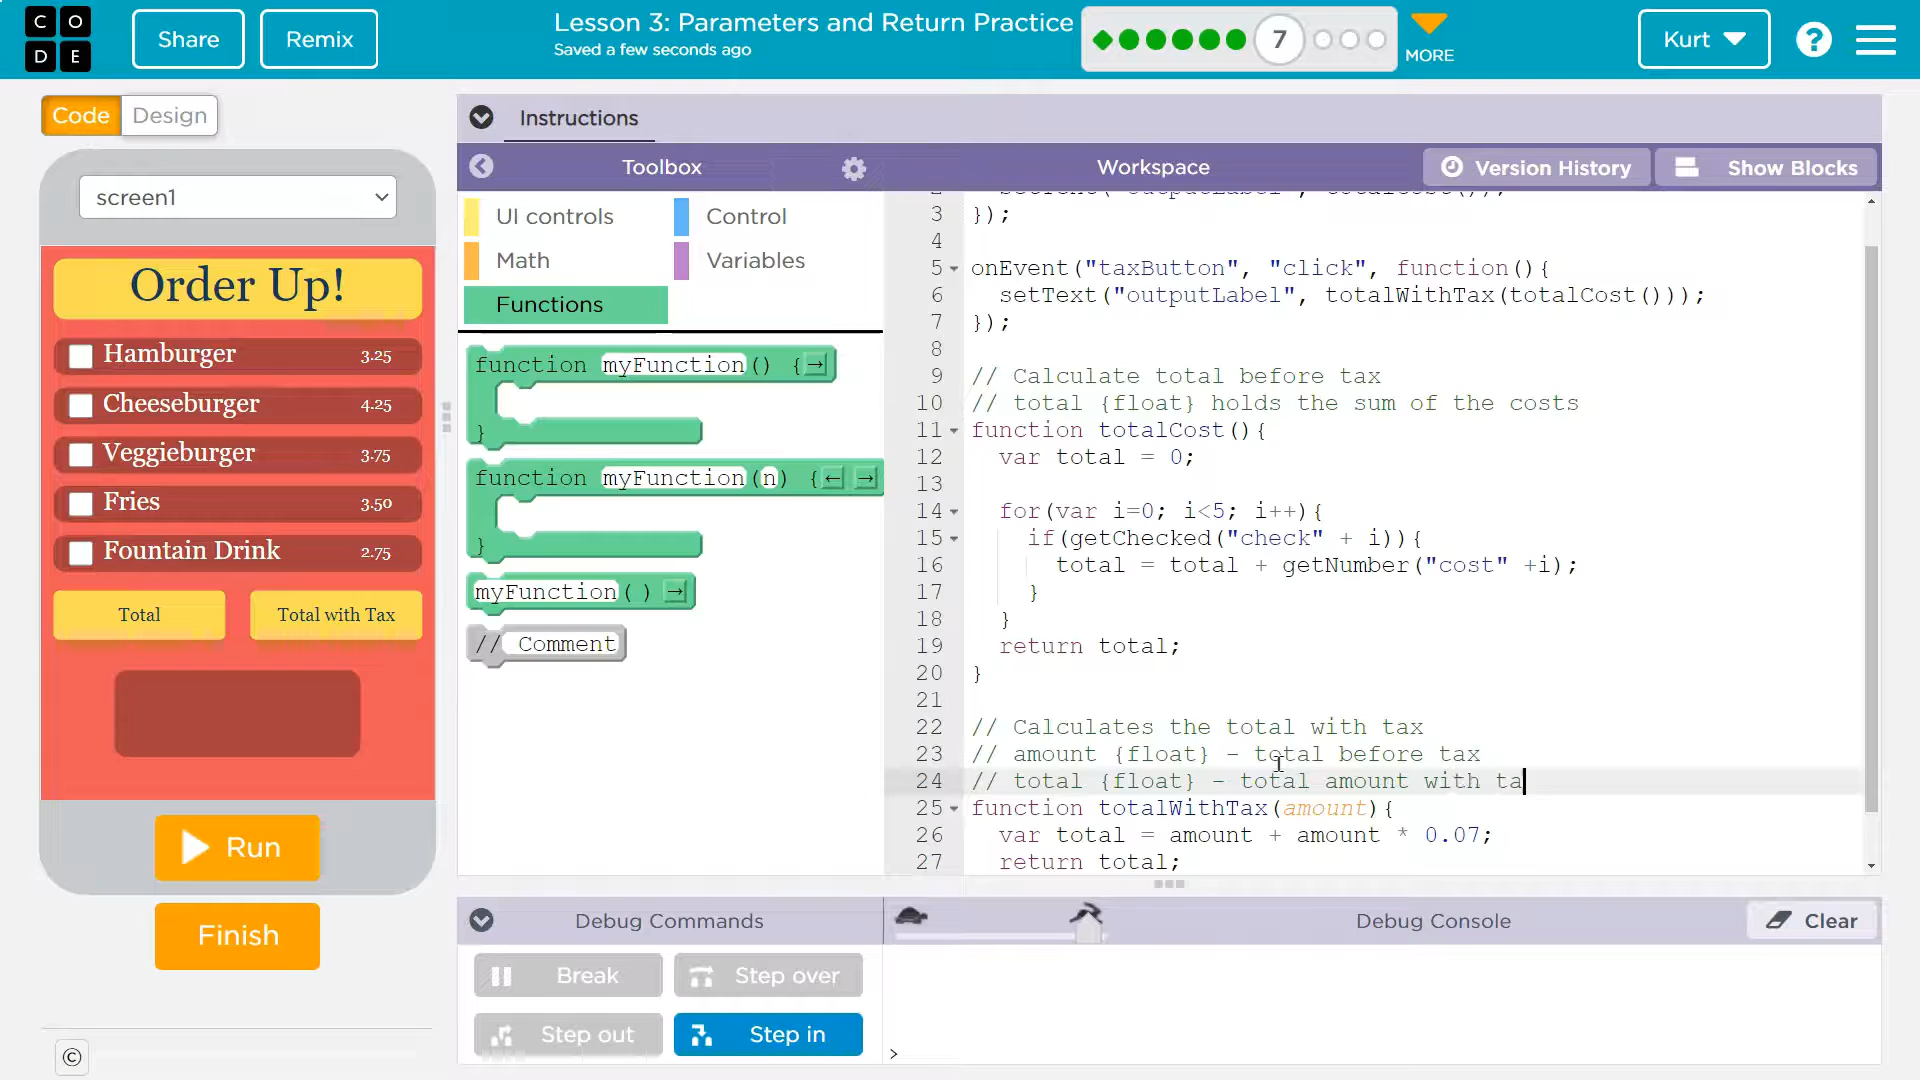 CO
DE
Share
Remix
Lesson 3: Parameters and Return Practice
Saved a few seconds ago
7
MORE
Kurt
?
Code
Design
screen1
Order Up!
Hamburger 3.25
Cheeseburger 4.25
Veggieburger 3.75
Fries 3.50
Fountain Drink 2.75
Total
Total with Tax
Run
Finish
©
Instructions
Toolbox
Workspace
Version History
Show Blocks
UI controls
Control
Math
Variables
Functions
function myFunction() {→
}
function myFunction(n) {← →
}
myFunction() →
// Comment
3 });
4
5 onEvent("taxButton", "click", function(){
6 setText("outputLabel", totalWithTax(totalCost()));
7 });
8
9 // Calculate total before tax
10 // total {float} holds the sum of the costs
11 function totalCost(){
12 var total = 0;
13
14 for(var i=0; i<5; i++){
15 if(getChecked("check" + i)){
16 total = total + getNumber("cost" +i);
17 }
18 }
19 return total;
20 }
21
22 // Calculates the total with tax
23 // amount {float} - total before tax
24 // total {float} - total amount with ta
25 function totalWithTax(amount){
26 var total = amount + amount * 0.07;
27 return total;
Debug Commands
Debug Console
Clear
Break
Step over
Step out
Step in
>